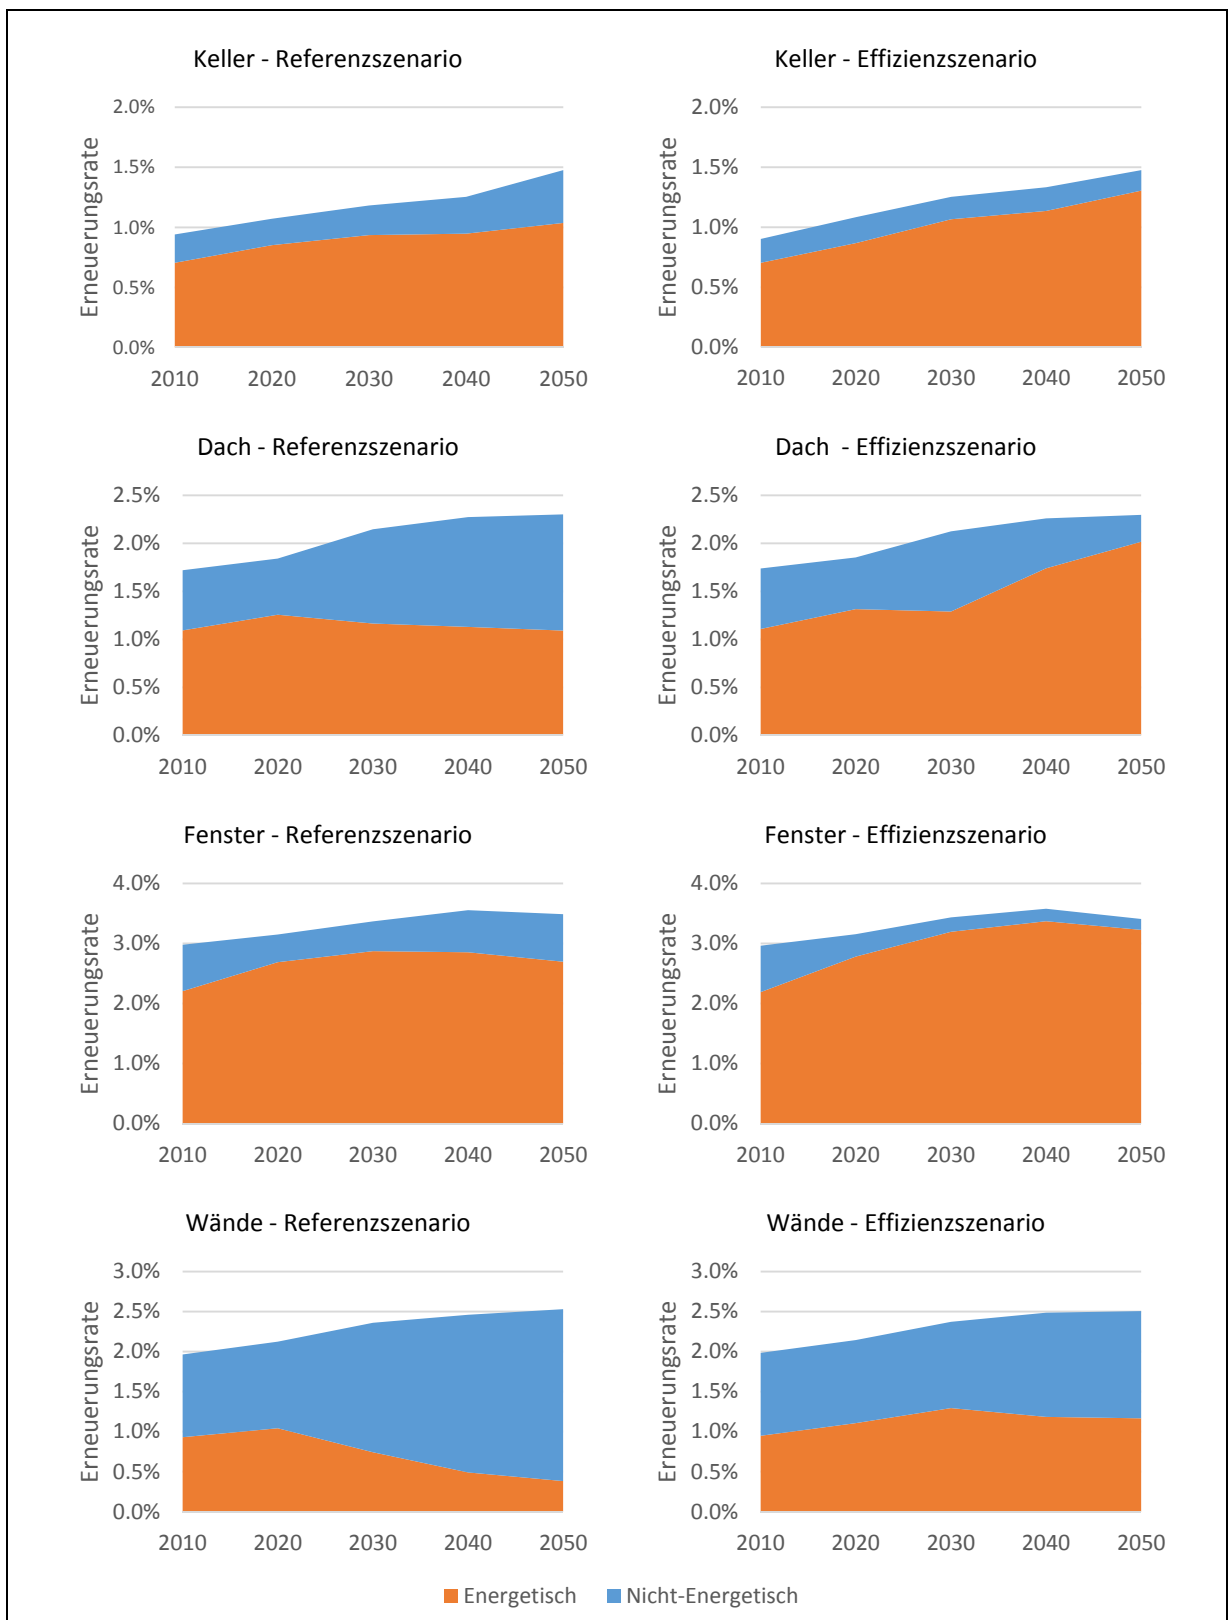 Keller - Referenzszenario
Erneuerungsrate
2.0%
1.5%
1.0%
0.5%
0.0%
2010 2020 2030 2040 2050
Keller - Effizienzszenario
Erneuerungsrate
2.0%
1.5%
1.0%
0.5%
0.0%
2010 2020 2030 2040 2050
Dach - Referenzszenario
Erneuerungsrate
2.5%
2.0%
1.5%
1.0%
0.5%
0.0%
2010 2020 2030 2040 2050
Dach - Effizienzszenario
Erneuerungsrate
2.5%
2.0%
1.5%
1.0%
0.5%
0.0%
2010 2020 2030 2040 2050
Fenster - Referenzszenario
Erneuerungsrate
4.0%
3.0%
2.0%
1.0%
0.0%
2010 2020 2030 2040 2050
Fenster - Effizienzszenario
Erneuerungsrate
4.0%
3.0%
2.0%
1.0%
0.0%
2010 2020 2030 2040 2050
Wände - Referenzszenario
Erneuerungsrate
3.0%
2.5%
2.0%
1.5%
1.0%
0.5%
0.0%
2010 2020 2030 2040 2050
Wände - Effizienzszenario
Erneuerungsrate
3.0%
2.5%
2.0%
1.5%
1.0%
0.5%
0.0%
2010 2020 2030 2040 2050
Energetisch Nicht-Energetisch